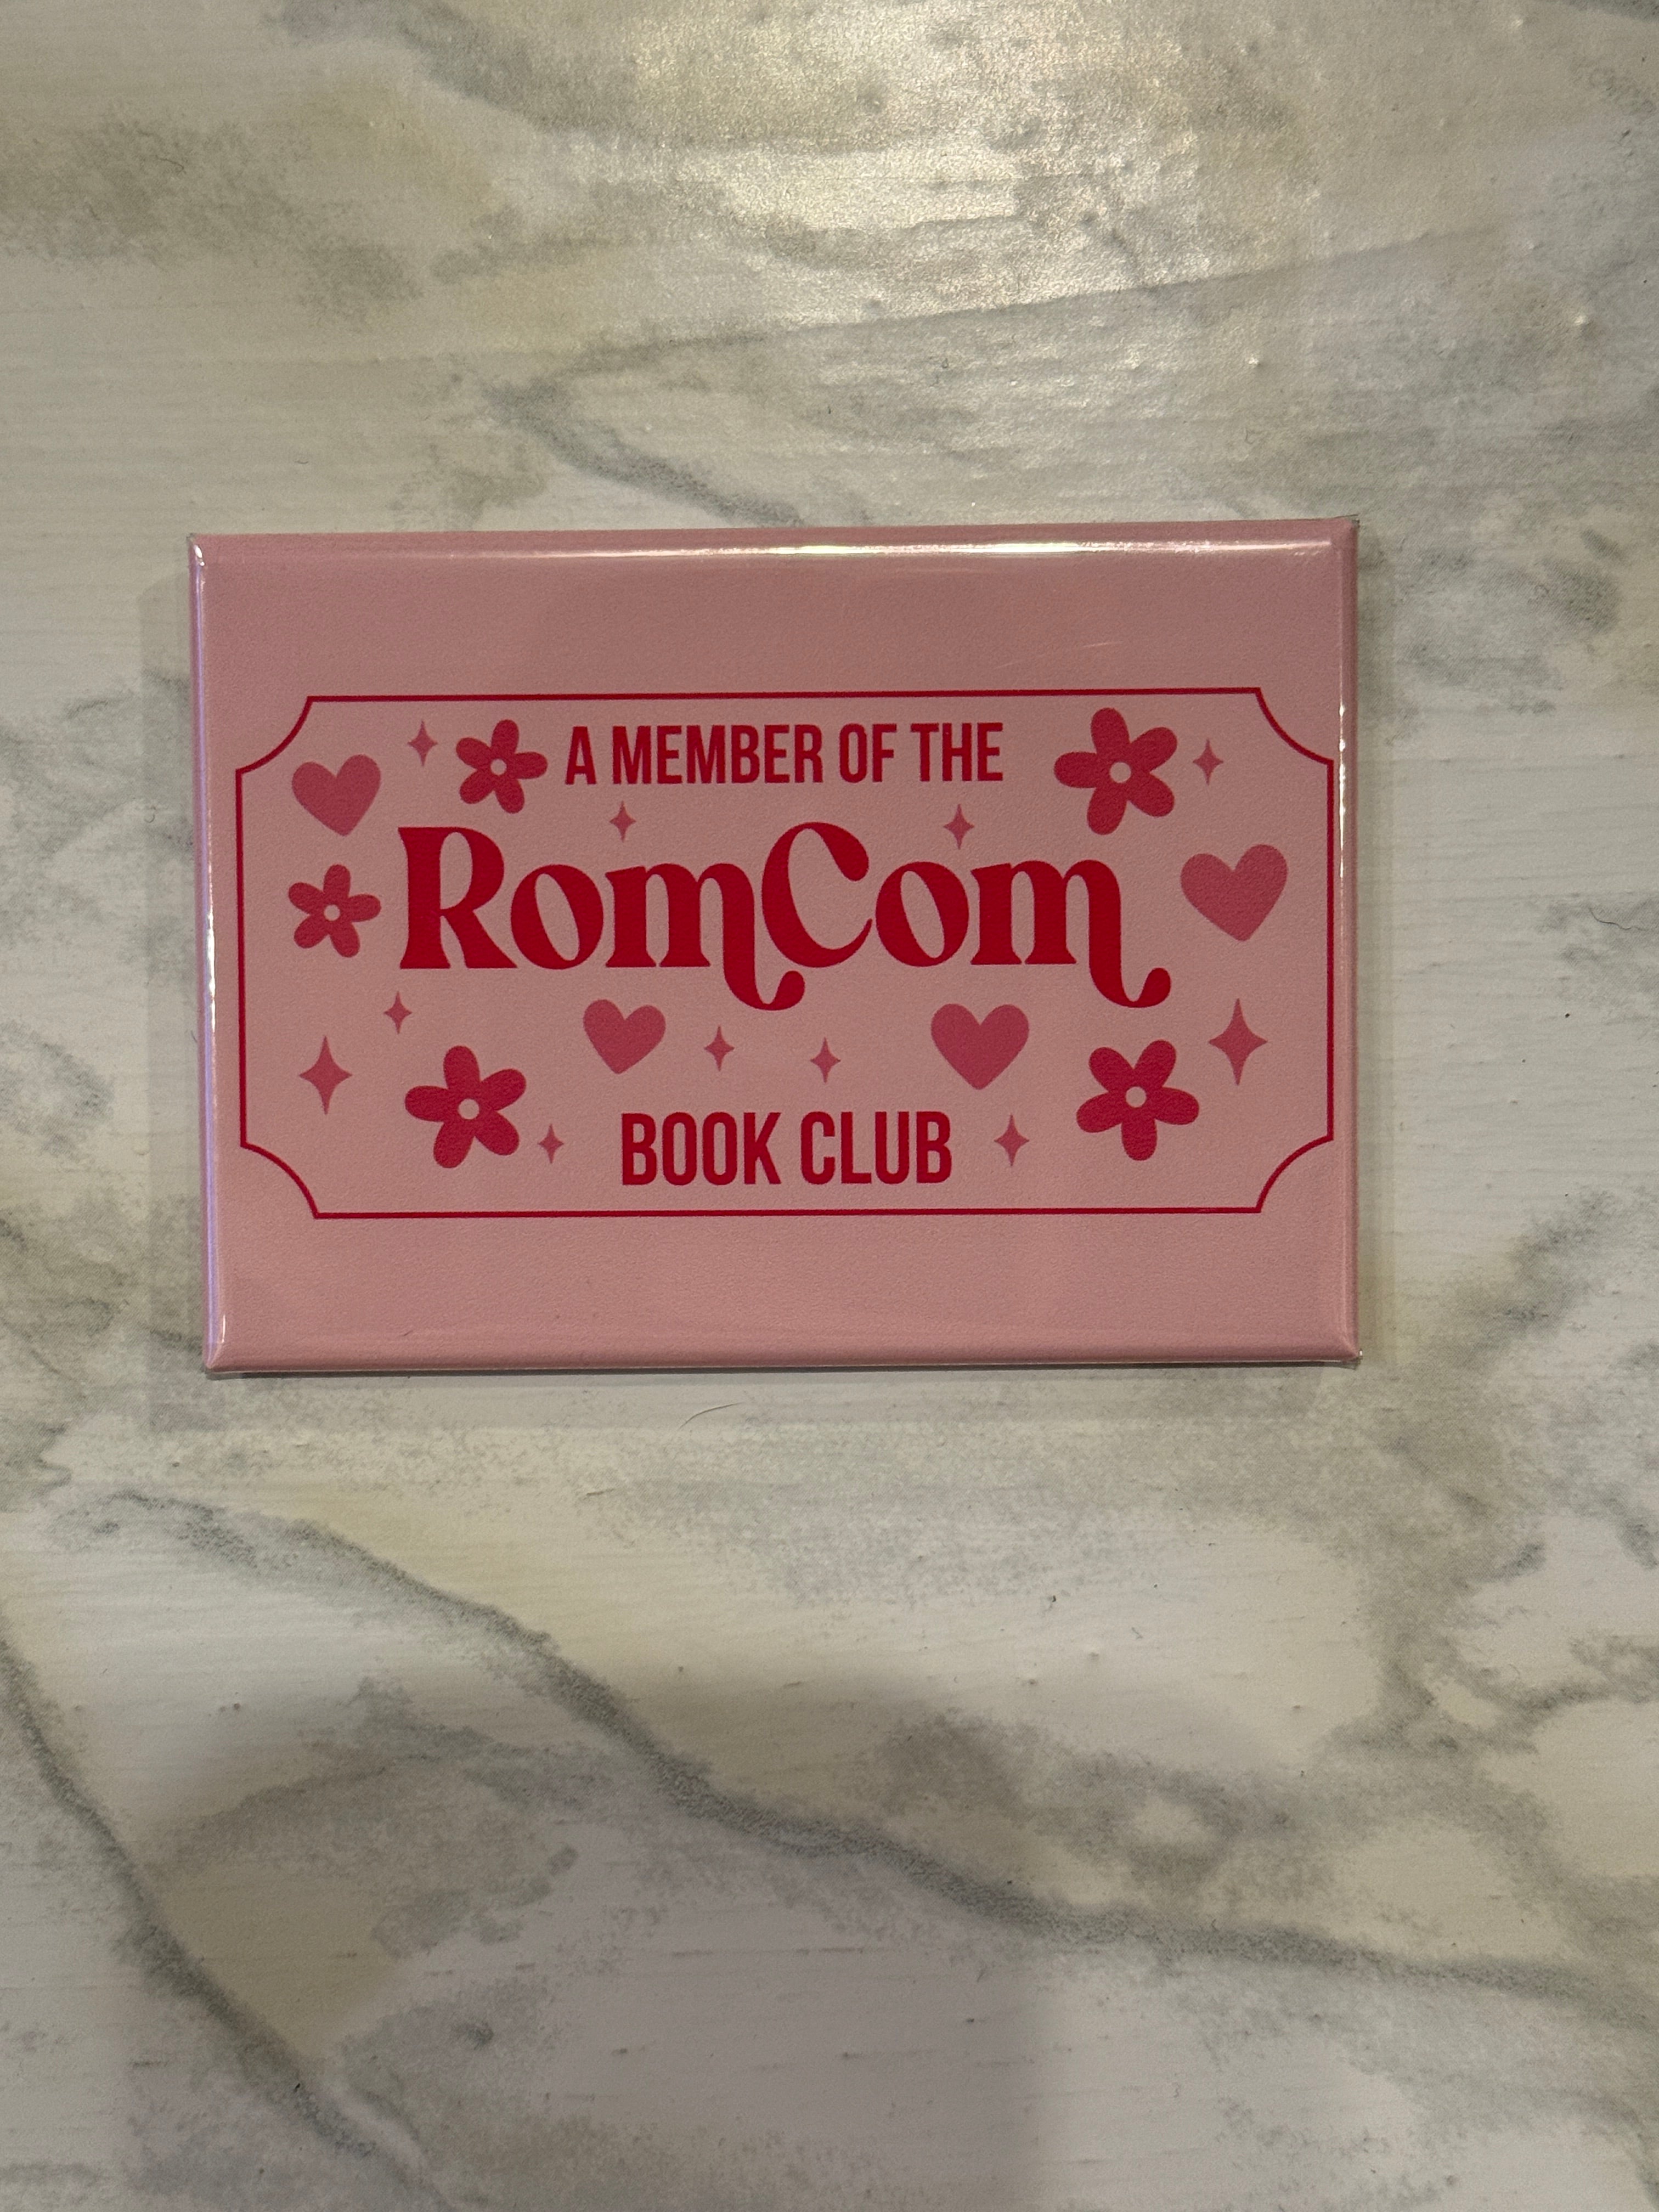 A MEMBER OF THE
RomCom
BOOK CLUB